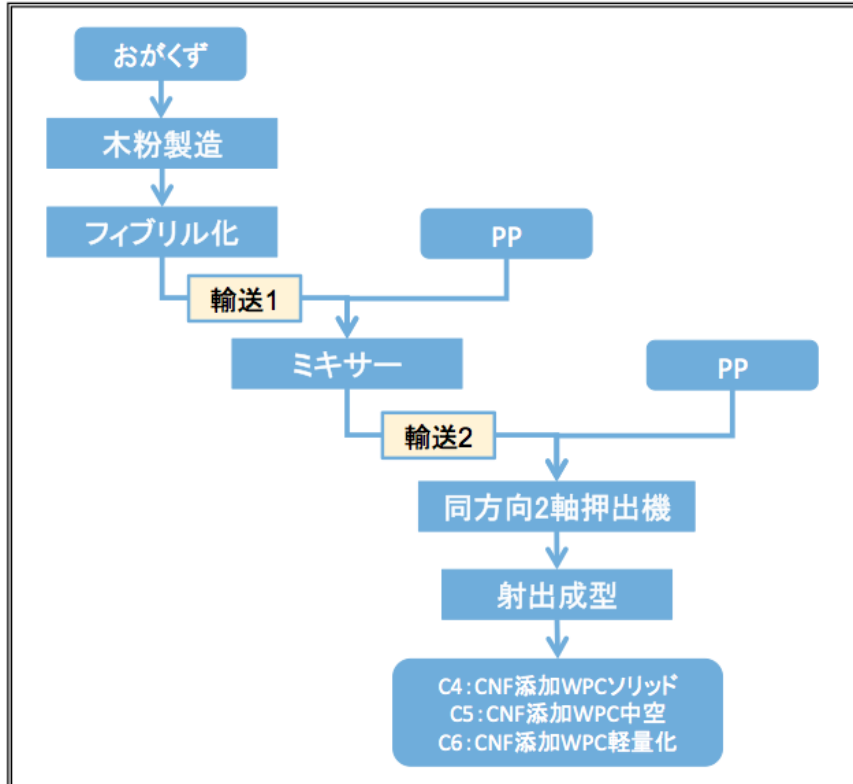 おがくず
木粉製造
フィブリル化
PP
輸送1
ミキサー
PP
輸送2
同方向2軸押出機
射出成型
C4：CNF添加WPCソリッド
C5：CNF添加WPC中空
C6：CNF添加WPC軽量化